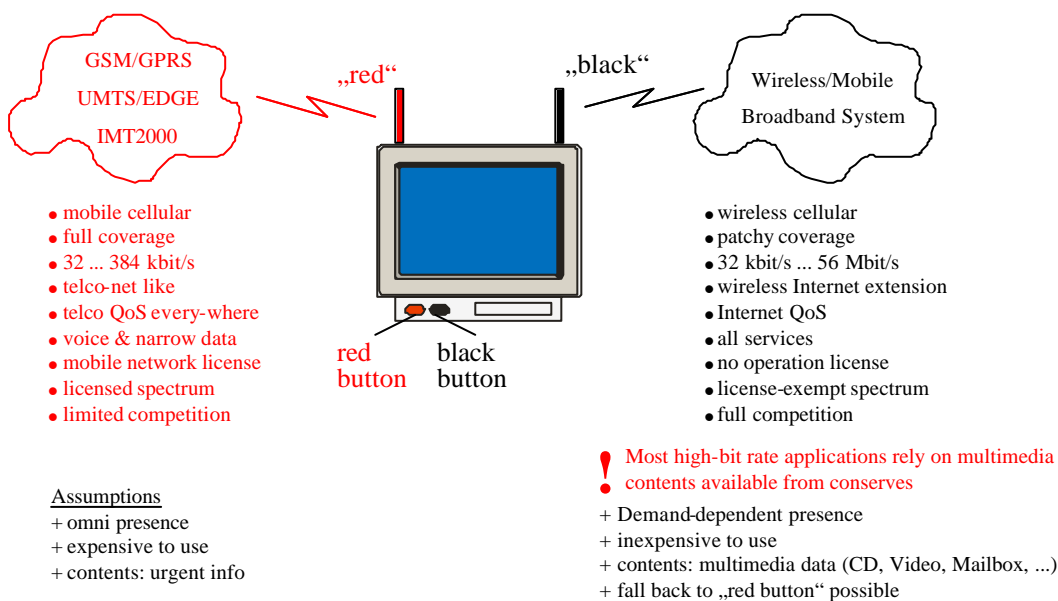 GSM/GPRS
UMTS/EDGE
IMT2000
„red“
„black“
Wireless/Mobile
Broadband System
● mobile cellular
● full coverage
● 32 ... 384 kbit/s
● telco-net like
● telco QoS every-where
● voice & narrow data
● mobile network license
● licensed spectrum
● limited competition
red
button
black
button
● wireless cellular
● patchy coverage
● 32 kbit/s ... 56 Mbit/s
● wireless Internet extension
● Internet QoS
● all services
● no operation license
● license-exempt spectrum
● full competition
Assumptions
+ omni presence
+ expensive to use
+ contents: urgent info
! Most high-bit rate applications rely on multimedia
contents available from conserves
+ Demand-dependent presence
+ inexpensive to use
+ contents: multimedia data (CD, Video, Mailbox, ...)
+ fall back to „red button“ possible